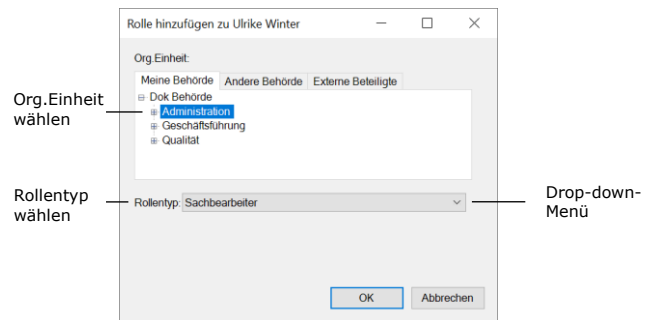 Rolle hinzufügen zu Ulrike Winter
Org.Einheit:
Meine Behörde Andere Behörde Externe Beteiligte
Dok Behörde
Administration
Geschäftsführung
Qualität
Org.Einheit
wählen
Rollentyp: Sachbearbeiter
Rollentyp
wählen
Drop-down-
Menü
OK Abbrechen